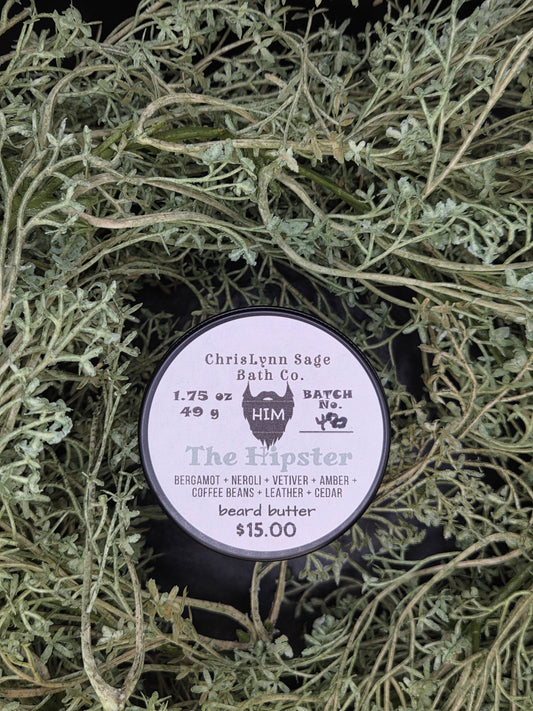 ChrisLynn Sage
Bath Co.
1.75 oz
49 g
HIM
BATCH
No.
The Hipster
BERGAMOT + NEROLI + VETIVER + AMBER +
COFFEE BEANS + LEATHER + CEDAR
beard butter
$15.00